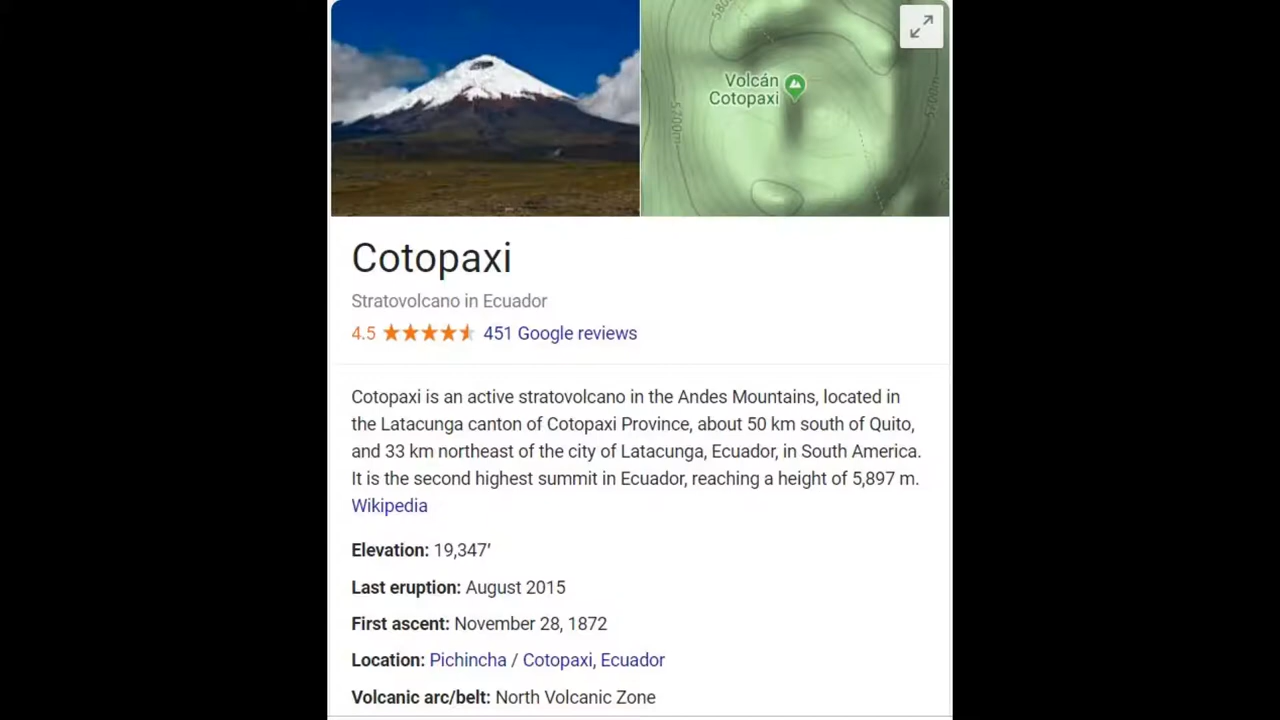 5800
Volcán
Cotopaxi
5700m
5700m
Cotopaxi
Stratovolcano in Ecuador
4.5 451 Google reviews
Cotopaxi is an active stratovolcano in the Andes Mountains, located in
the Latacunga canton of Cotopaxi Province, about 50 km south of Quito,
and 33 km northeast of the city of Latacunga, Ecuador, in South America.
It is the second highest summit in Ecuador, reaching a height of 5,897 m.
Wikipedia
Elevation: 19,347′
Last eruption: August 2015
First ascent: November 28, 1872
Location: Pichincha / Cotopaxi, Ecuador
Volcanic arc/belt: North Volcanic Zone